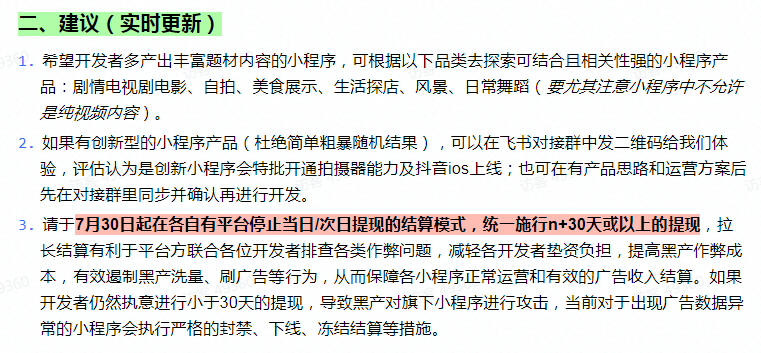 二、建议（实时更新）
1. 希望开发者多产出丰富题材内容的小程序，可根据以下品类去探索可结合且相关性强的小程序产
品：剧情电视剧电影、自拍、美食展示、生活探店、风景、日常舞蹈（要尤其注意小程序中不允许
是纯视频内容）。
2. 如果有创新型的小程序产品（杜绝简单粗暴随机结果），可以在飞书对接群中发二维码给我们体
验，评估认为是创新小程序会特批开通拍摄器能力及抖音ios上线；也可在有产品思路和运营方案后
先在对接群里同步并确认再进行开发。
3. 请于7月30日起在各自有平台停止当日/次日提现的结算模式，统一施行n+30天或以上的提现，拉
长结算有利于平台方联合各位开发者排查各类作弊问题，减轻各开发者垫资负担，提高黑产作弊成
本，有效遏制黑产洗量、刷广告等行为，从而保障各小程序正常运营和有效的广告收入结算。如果
开发者仍然执意进行小于30天的提现，导致黑产对旗下小程序进行攻击，当前对于出现广告数据异
常的小程序会执行严格的封禁、下线、冻结结算等措施。